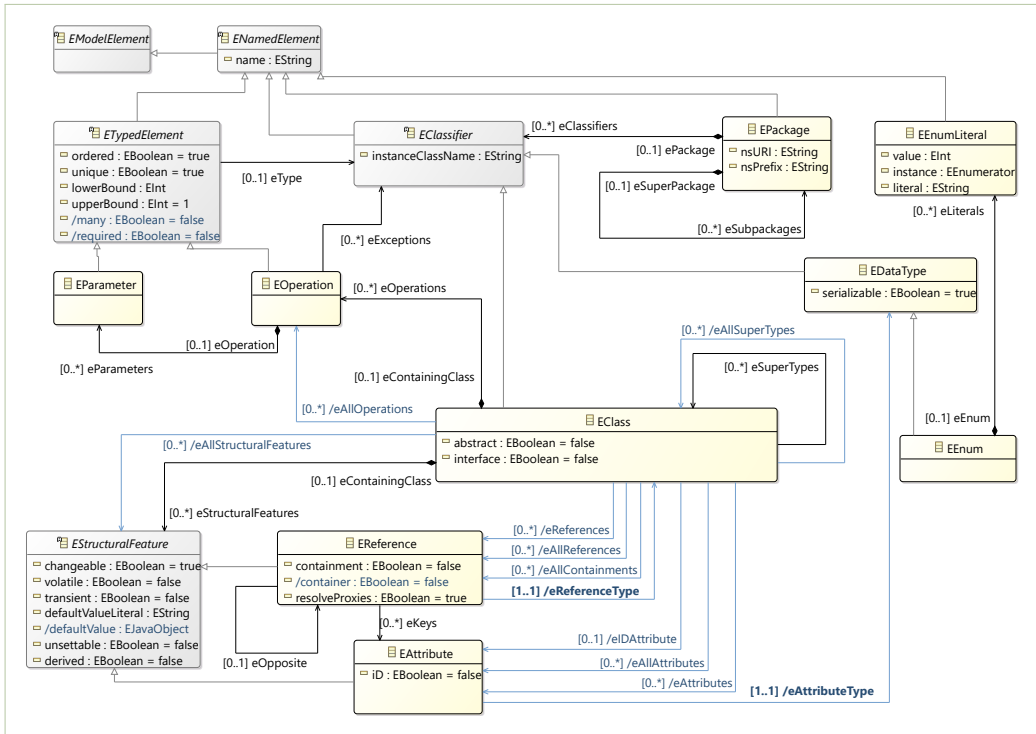 EModelElement
ENamedElement
name : EString
ETypedElement
ordered : EBoolean = true
unique : EBoolean = true
lowerBound : EInt
upperBound : EInt = 1
/many : EBoolean = false
/required : EBoolean = false
EClassifier
instanceClassName : EString
[0..*] eClassifiers
[0..1] ePackage
EPackage
nsURI : EString
nsPrefix : EString
[0..1] eSuperPackage
[0..*] eSubpackages
EEnumLiteral
value : EInt
instance : EEnumerator
literal : EString
[0..*] eLiterals
[0..1] eType
[0..*] eExceptions
EParameter
EOperation
[0..*] eOperations
EDataType
serializable : EBoolean = true
[0..1] eOperation
[0..*] eParameters
[0..*] /eAllSuperTypes
[0..*] eSuperTypes
[0..1] eContainingClass
[0..*] /eAllOperations
EClass
abstract : EBoolean = false
interface : EBoolean = false
[0..1] eEnum
EEnum
[0..*] /eAllStructuralFeatures
[0..1] eContainingClass
[0..*] eStructuralFeatures
EStructuralFeature
changeable : EBoolean = true
volatile : EBoolean = false
transient : EBoolean = false
defaultValueLiteral : EString
/defaultValue : EJavaObject
unsettable : EBoolean = false
derived : EBoolean = false
EReference
containment : EBoolean = false
/container : EBoolean = false
resolveProxies : EBoolean = true
[0..*] /eReferences
[0..*] /eAllReferences
[0..*] /eAllContainments
[1..1] /eReferenceType
[0..*] eKeys
[0..1] eOpposite
EAttribute
iD : EBoolean = false
[0..1] /eIDAttribute
[0..*] /eAllAttributes
[0..*] /eAttributes
[1..1] /eAttributeType